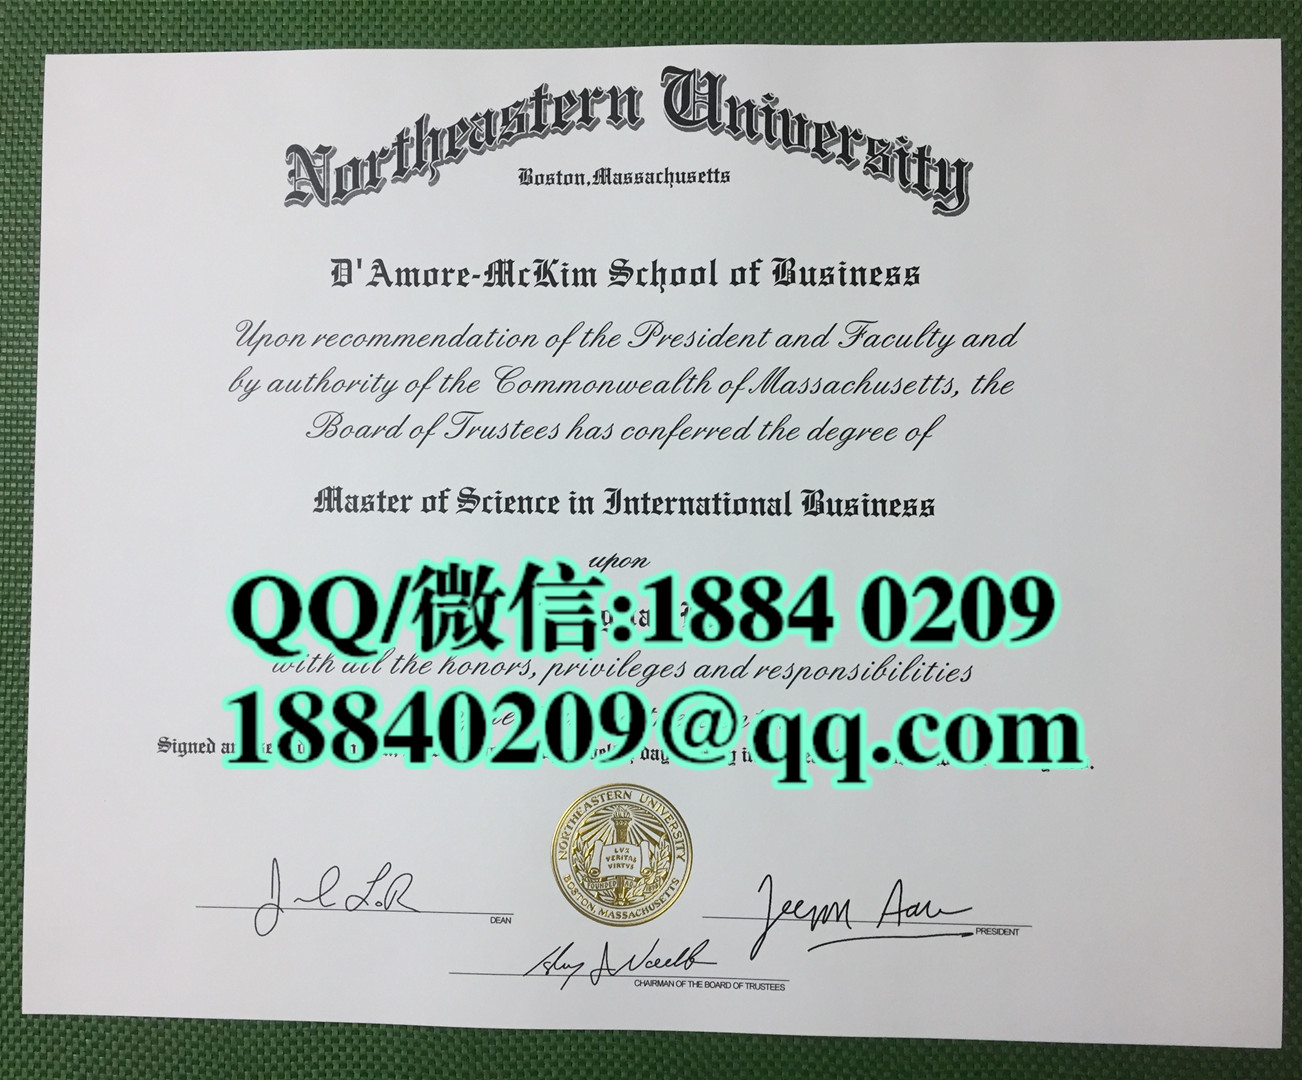 Northeastern University
Boston, Massachusetts
D'Amore-McKim School of Business
Upon recommendation of the President and Faculty and
by authority of the Commonwealth of Massachusetts, the
Board of Trustees has conferred the degree of
Master of Science in International Business
upon
QQ/微信:1884 0209
with all the honors, privileges and responsibilities
18840209@qq.com
Signed
NORTHEASTERN UNIVERSITY
LUX
VERITAS
VIRTUS
BOSTON, MASSACHUSETTS
DEAN
PRESIDENT
CHAIRMAN OF THE BOARD OF TRUSTEES